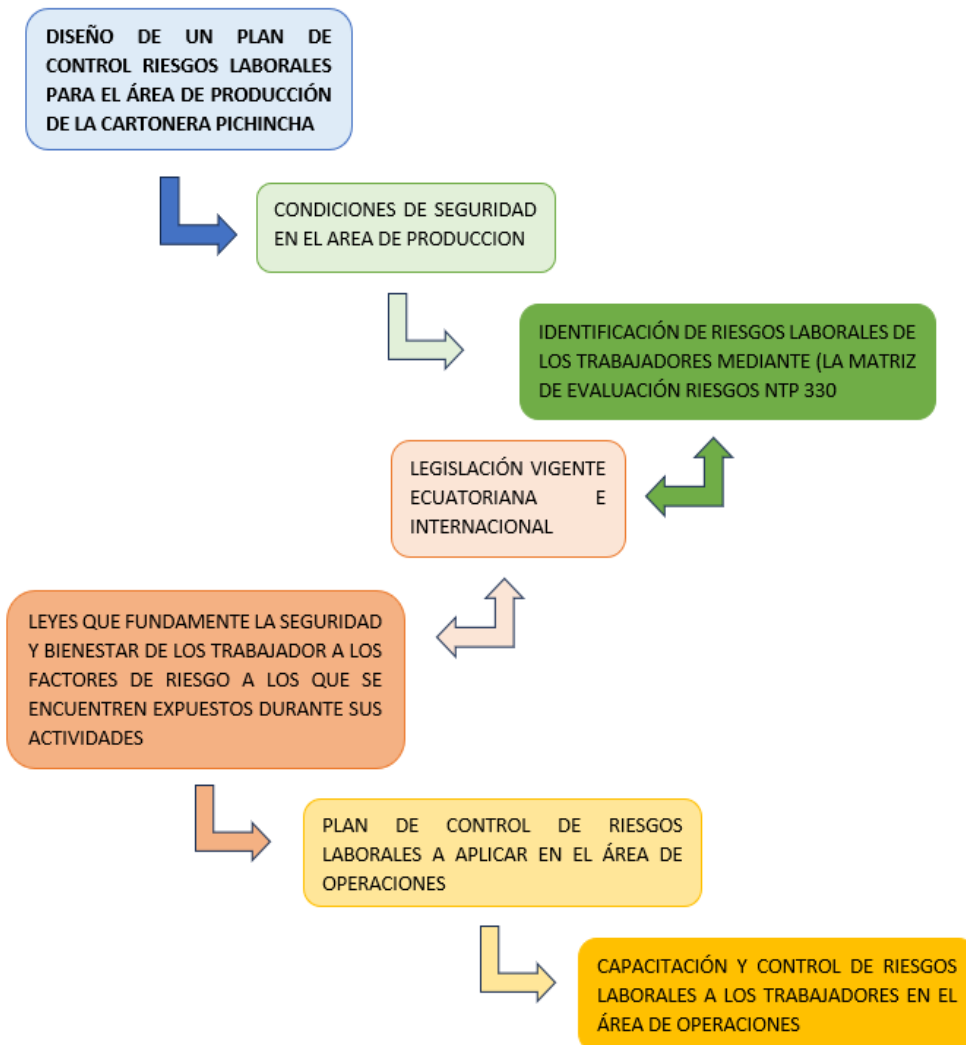 DISEÑO DE UN PLAN DE
CONTROL RIESGOS LABORALES
PARA EL ÁREA DE PRODUCCIÓN
DE LA CARTONERA PICHINCHA
CONDICIONES DE SEGURIDAD
EN EL AREA DE PRODUCCION
IDENTIFICACIÓN DE RIESGOS LABORALES DE
LOS TRABAJADORES MEDIANTE (LA MATRIZ
DE EVALUACIÓN RIESGOS NTP 330
LEGISLACIÓN VIGENTE
ECUATORIANA E
INTERNACIONAL
LEYES QUE FUNDAMENTE LA SEGURIDAD
Y BIENESTAR DE LOS TRABAJADOR A LOS
FACTORES DE RIESGO A LOS QUE SE
ENCUENTREN EXPUESTOS DURANTE SUS
ACTIVIDADES
PLAN DE CONTROL DE RIESGOS
LABORALES A APLICAR EN EL ÁREA DE
OPERACIONES
CAPACITACIÓN Y CONTROL DE RIESGOS
LABORALES A LOS TRABAJADORES EN EL
ÁREA DE OPERACIONES